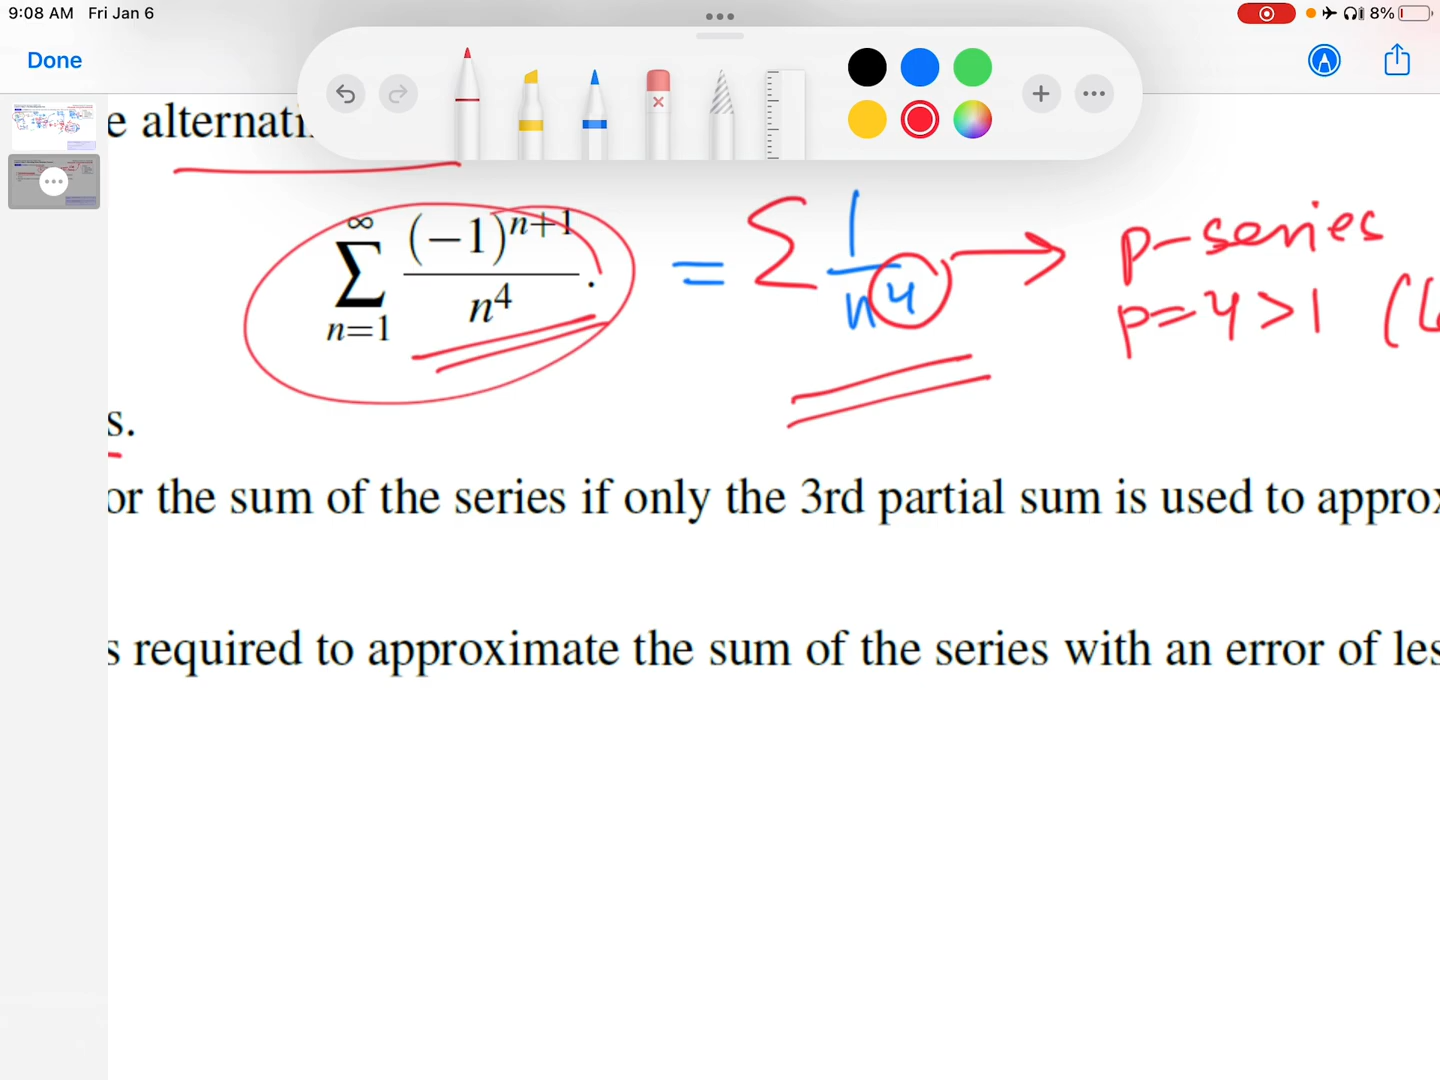 9:08 AM Fri Jan 6
8%
Done
e alternati
∞ (−1)^{n+1}
∑ ――― . = ∑ 1/n^4 → p-series
n=1 n^4
p=4>1 (
s.
or the sum of the series if only the 3rd partial sum is used to approx
s required to approximate the sum of the series with an error of les